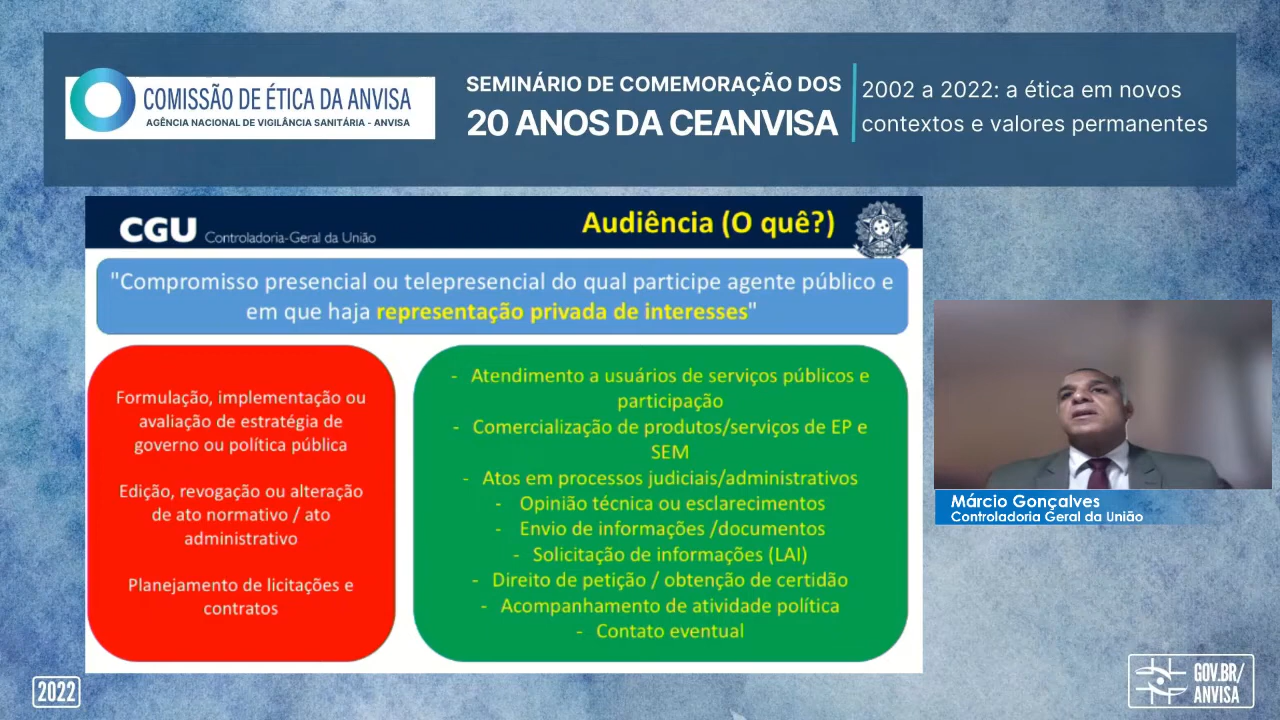 COMISSÃO DE ÉTICA DA ANVISA
AGÊNCIA NACIONAL DE VIGILÂNCIA SANITÁRIA - ANVISA
SEMINÁRIO DE COMEMORAÇÃO DOS
20 ANOS DA CEANVISA
2002 a 2022: a ética em novos
contextos e valores permanentes
CGU Controladoria-Geral da União
Audiência (O quê?)
"Compromisso presencial ou telepresencial do qual participe agente público e
em que haja representação privada de interesses"
Formulação, implementação ou
avaliação de estratégia de
governo ou política pública
Edição, revogação ou alteração
de ato normativo / ato
administrativo
Planejamento de licitações e
contratos
- Atendimento a usuários de serviços públicos e
participação
- Comercialização de produtos/serviços de EP e
SEM
- Atos em processos judiciais/administrativos
- Opinião técnica ou esclarecimentos
- Envio de informações /documentos
- Solicitação de informações (LAI)
- Direito de petição / obtenção de certidão
- Acompanhamento de atividade política
- Contato eventual
Márcio Gonçalves
Controladoria Geral da União
2022
GOV.BR/
ANVISA